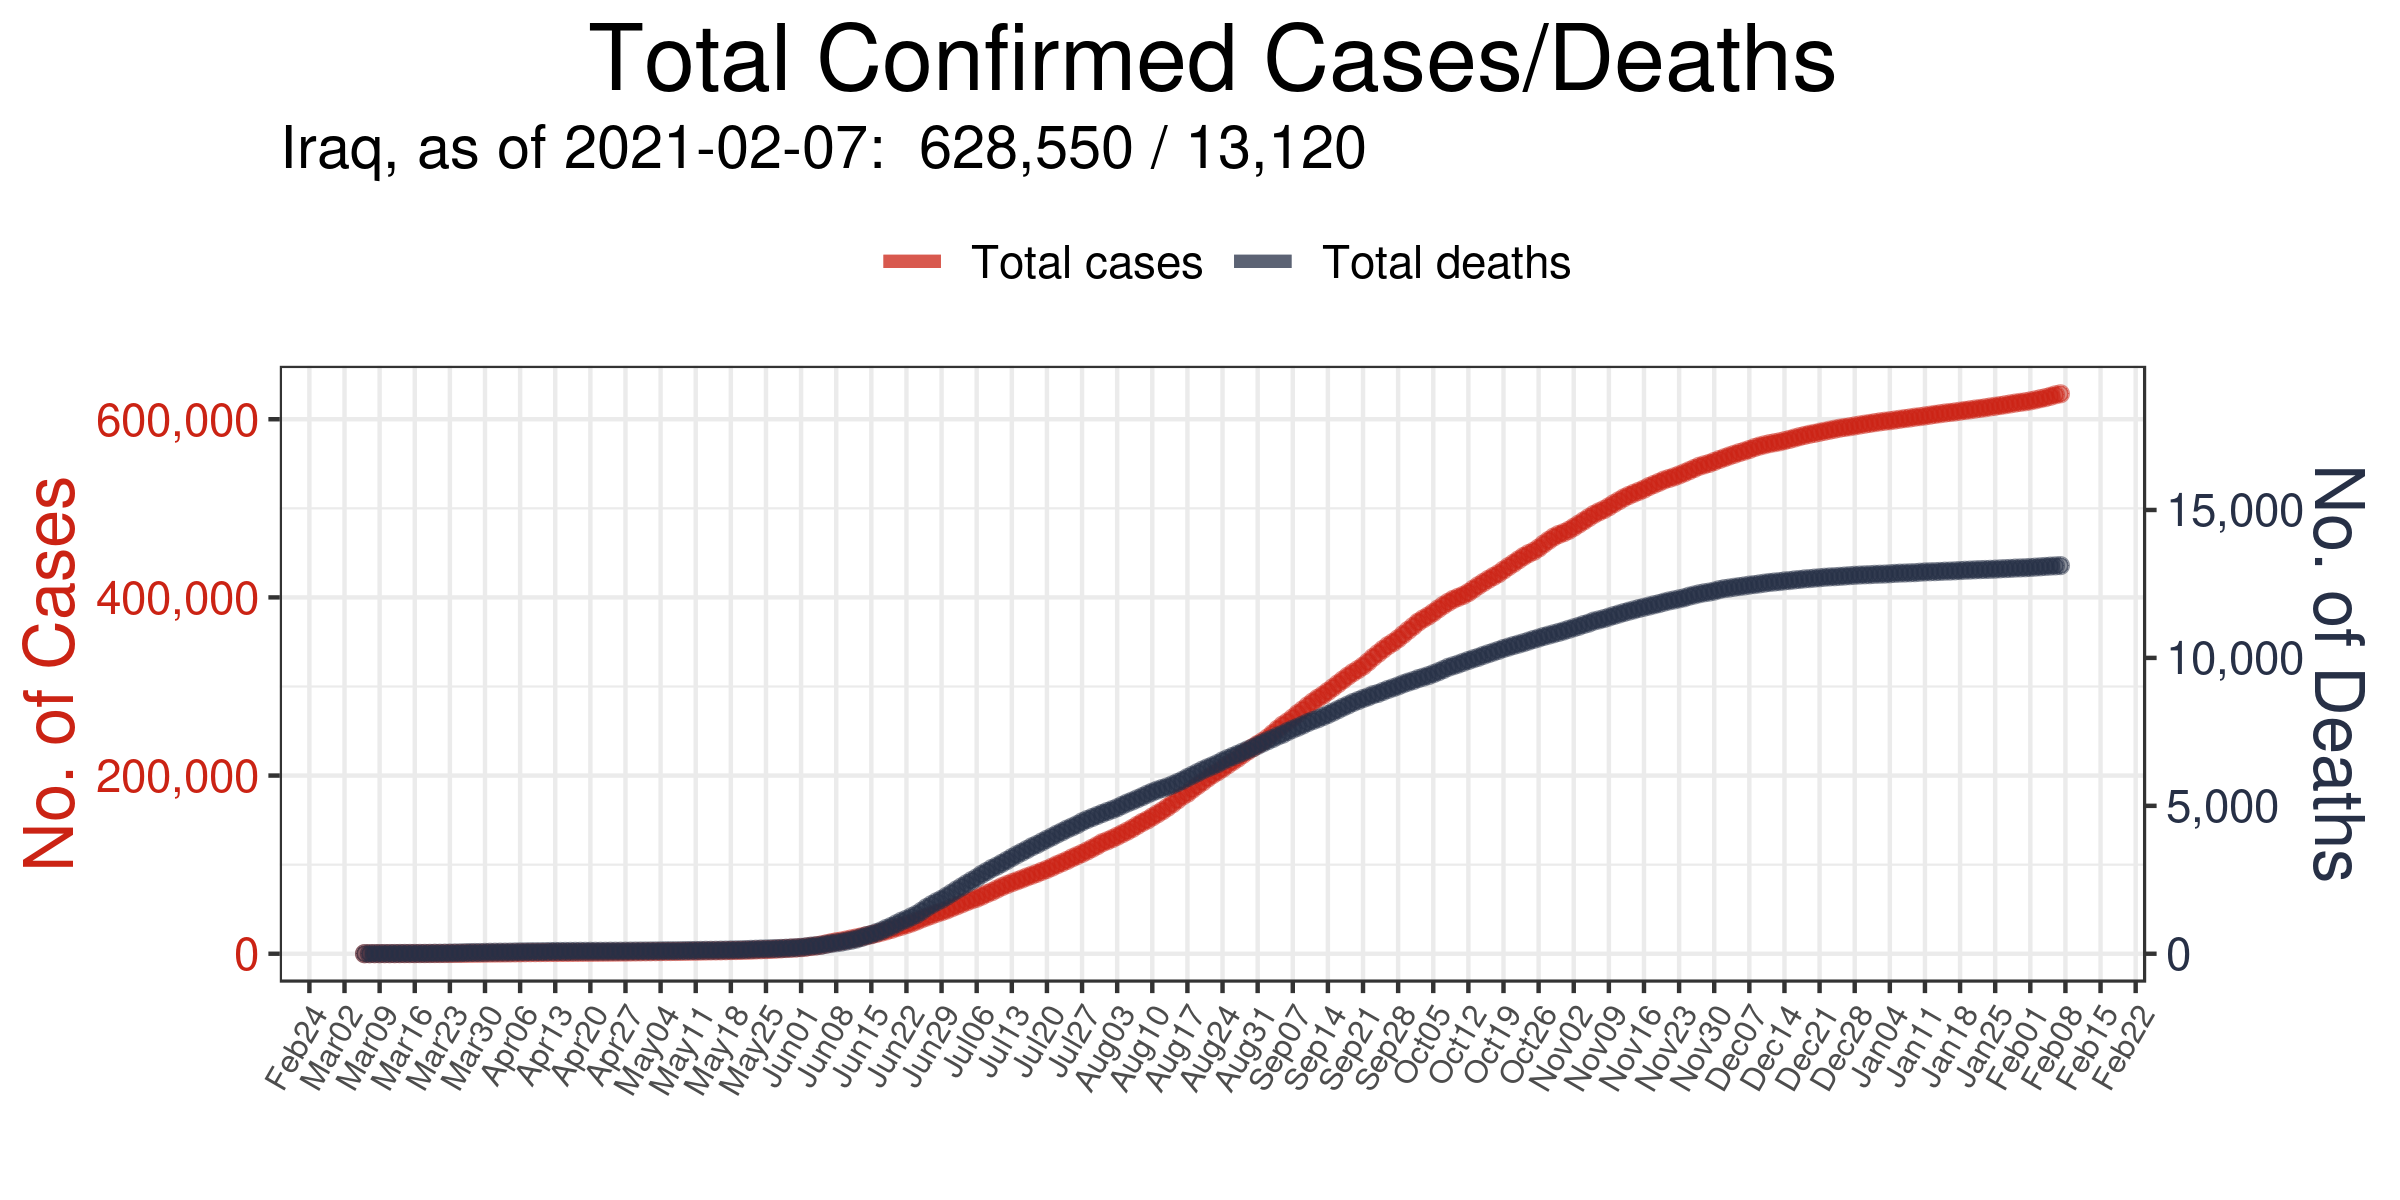 Total Confirmed Cases/Deaths
Iraq, as of 2021-02-07:  628,550 / 13,120
Total cases
Total deaths
No. of Cases
600,000
400,000
200,000
0
15,000
10,000
5,000
0
No. of Deaths
Feb24
Mar02
Mar09
Mar16
Mar23
Mar30
Apr06
Apr13
Apr20
Apr27
May04
May11
May18
May25
Jun01
Jun08
Jun15
Jun22
Jun29
Jul06
Jul13
Jul20
Jul27
Aug03
Aug10
Aug17
Aug24
Aug31
Sep07
Sep14
Sep21
Sep28
Oct05
Oct12
Oct19
Oct26
Nov02
Nov09
Nov16
Nov23
Nov30
Dec07
Dec14
Dec21
Dec28
Jan04
Jan11
Jan18
Jan25
Feb01
Feb08
Feb15
Feb22